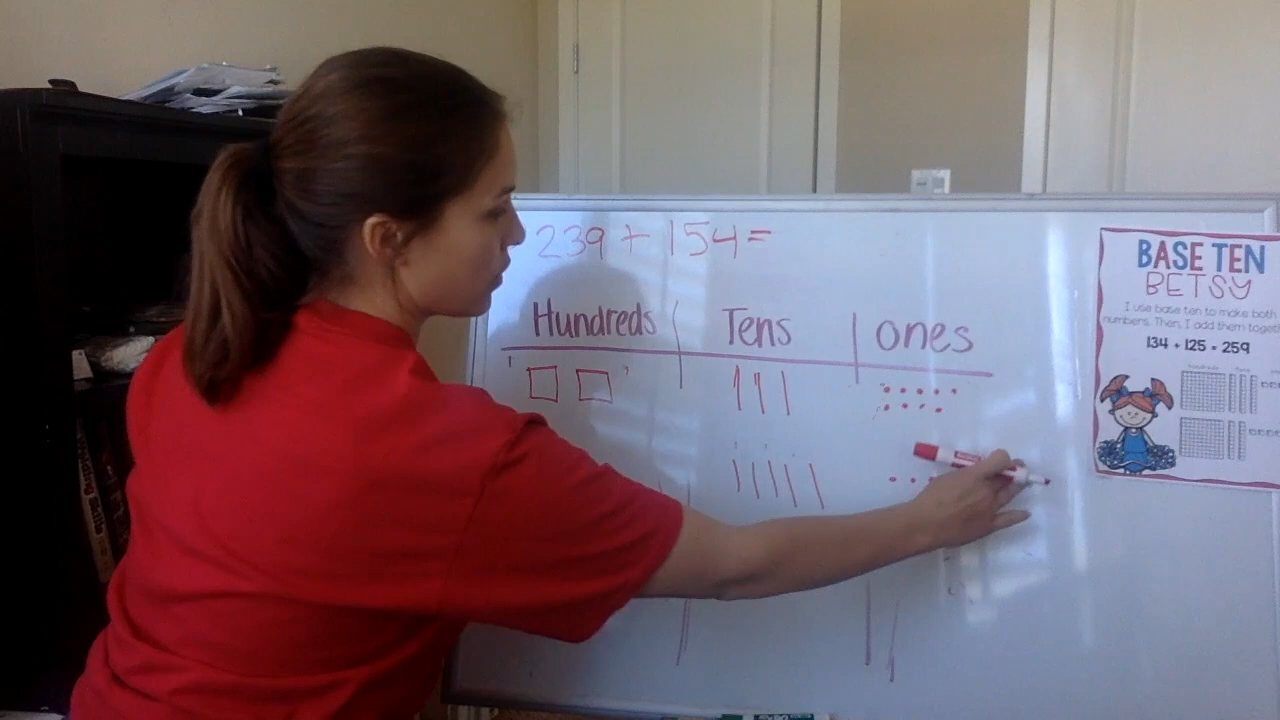 239 + 154 =
Hundreds Tens ones
BASE TEN
BETSY
I use base ten to make both
numbers. Then, I add them
134 + 125 = 259